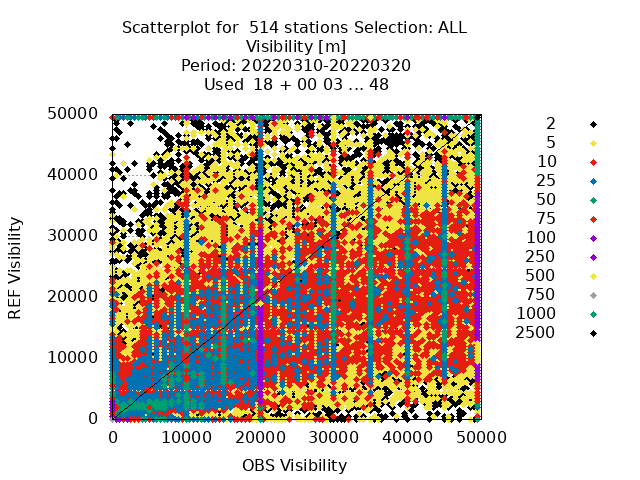 Scatterplot for  514 stations Selection: ALL
Visibility [m]
Period: 20220310-20220320
Used  18 + 00 03 ... 48
50000
40000
30000
20000
10000
0
REF Visibility
0 10000 20000 30000 40000 50000
OBS Visibility
2
5
10
25
50
75
100
250
500
750
1000
2500